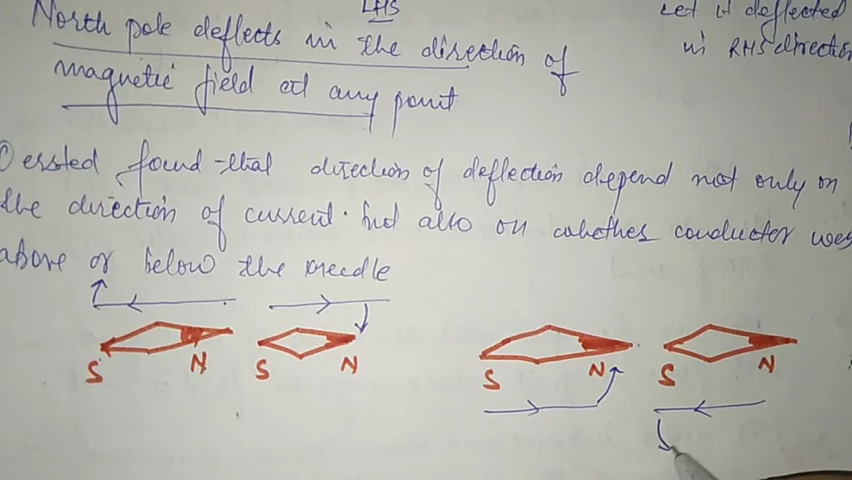 LHS
North pole deflects in the direction of
magnetic field at any point
Let it deflected
in RHS direction
Oersted found that direction of deflection depend not only on
the direction of current but also on whether conductor was
above or below the needle
S N S N S N S N